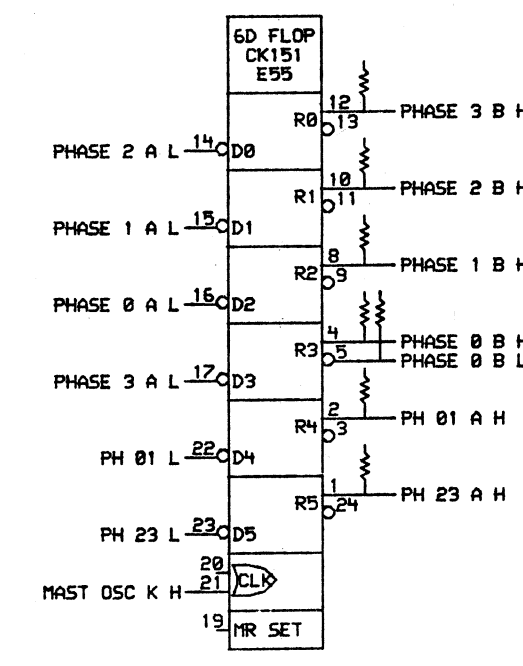 6D FLOP
CK151
E55
12
PHASE 3 B H
R0
13
14
PHASE 2 A L
D0
10
PHASE 2 B H
R1
11
15
PHASE 1 A L
D1
8
PHASE 1 B H
R2
9
16
PHASE 0 A L
D2
4
PHASE 0 B H
R3
5
PHASE 0 B L
17
PHASE 3 A L
D3
2
PH 01 A H
R4
3
22
PH 01 L
D4
1
PH 23 A H
R5
24
23
PH 23 L
D5
20
CLK
21
MAST OSC K H
19
MR SET